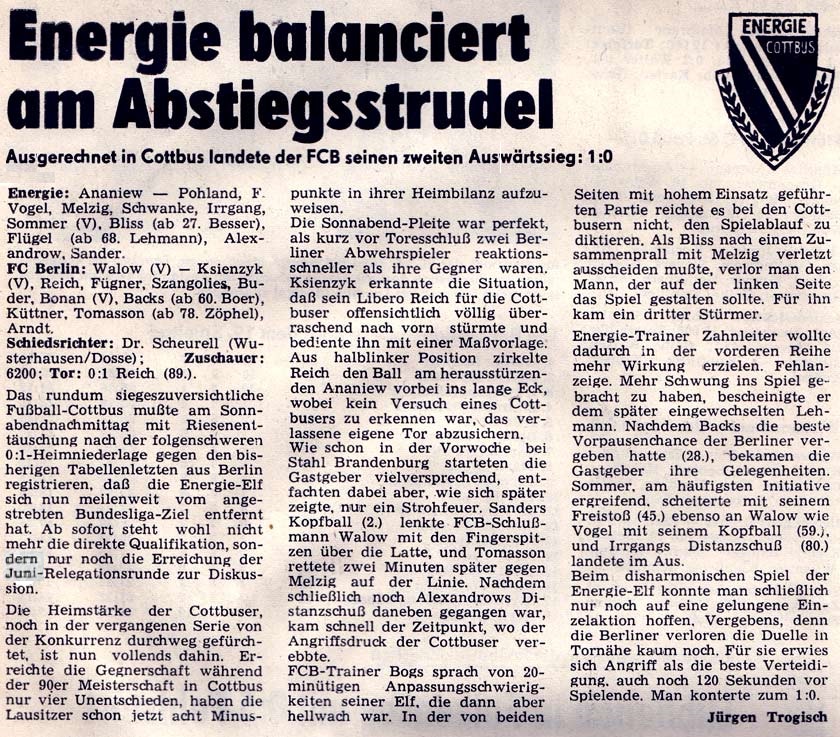 Energie balanciert
am Abstiegsstrudel
ENERGIE
COTTBUS
Ausgerechnet in Cottbus landete der FCB seinen zweiten Auswärtssieg: 1:0
Energie: Ananiew — Pohland, F.
Vogel, Melzig, Schwanke, Irrgang,
Sommer (V), Bliss (ab 27. Besser),
Flügel (ab 68. Lehmann), Alex-
androw, Sander.
FC Berlin: Walow (V) — Ksienzyk
(V), Reich, Fügner, Szangolies, Bu-
der, Bonan (V), Backs (ab 60. Boer),
Küttner, Tomasson (ab 78. Zöphel),
Arndt.
Schiedsrichter: Dr. Scheurell (Wu-
sterhausen/Dosse); Zuschauer:
6200; Tor: 0:1 Reich (89.).
Das rundum siegeszuversichtliche
Fußball-Cottbus mußte am Sonn-
abendnachmittag mit Riesenent-
täuschung nach der folgenschweren
0:1-Heimniederlage gegen den bis-
herigen Tabellenletzten aus Berlin
registrieren, daß die Energie-Elf
sich nun meilenweit vom ange-
strebten Bundesliga-Ziel entfernt
hat. Ab sofort steht wohl nicht
mehr die direkte Qualifikation, son-
dern nur noch die Erreichung der
Juni-Relegationsrunde zur Diskus-
sion.
Die Heimstärke der Cottbuser,
noch in der vergangenen Serie von
der Konkurrenz durchweg gefürch-
tet, ist nun vollends dahin. Er-
reichte die Gegnerschaft während
der 90er Meisterschaft in Cottbus
nur vier Unentschieden, haben die
Lausitzer schon jetzt acht Minus-
punkte in ihrer Heimbilanz aufzu-
weisen.
Die Sonnabend-Pleite war perfekt,
als kurz vor Toresschluß zwei Ber-
liner Abwehrspieler reaktions-
schneller als ihre Gegner waren.
Ksienzyk erkannte die Situation,
daß sein Libero Reich für die Cott-
buser offensichtlich völlig über-
raschend nach vorn stürmte und
bediente ihn mit einer Maßvorlage.
Aus halblinker Position zirkelte
Reich den Ball am herausstürzen-
den Ananiew vorbei ins lange Eck,
wobei kein Versuch eines Cott-
busers zu erkennen war, das ver-
lassene eigene Tor abzusichern.
Wie schon in der Vorwoche bei
Stahl Brandenburg starteten die
Gastgeber vielversprechend, ent-
fachten dabei aber, wie sich später
zeigte, nur ein Strohfeuer. Sanders
Kopfball (2.) lenkte FCB-Schluß-
mann Walow mit den Fingerspit-
zen über die Latte, und Tomasson
rettete zwei Minuten später gegen
Melzig auf der Linie. Nachdem
schließlich noch Alexandrows Di-
stanzschuß daneben gegangen war,
kam schnell der Zeitpunkt, wo der
Angriffsdruck der Cottbuser ver-
ebbte.
FCB-Trainer Bogs sprach von 20-
minütigen Anpassungsschwierig-
keiten seiner Elf, die dann aber
hellwach war. In der von beiden
Seiten mit hohem Einsatz geführ-
ten Partie reichte es bei den Cott-
busern nicht, den Spielablauf zu
diktieren. Als Bliss nach einem Zu-
sammenprall mit Melzig verletzt
ausscheiden mußte, verlor man den
Mann, der auf der linken Seite
das Spiel gestalten sollte. Für ihn
kam ein dritter Stürmer.
Energie-Trainer Zahnleiter wollte
dadurch in der vorderen Reihe
mehr Wirkung erzielen. Fehlan-
zeige. Mehr Schwung ins Spiel ge-
bracht zu haben, bescheinigte er
dem später eingewechselten Leh-
mann. Nachdem Backs die beste
Vorpausenchance der Berliner ver-
geben hatte (28.), bekamen die
Gastgeber ihre Gelegenheiten.
Sommer, am häufigsten Initiative
ergreifend, scheiterte mit seinem
Freistoß (45.) ebenso an Walow wie
Vogel mit seinem Kopfball (59.),
und Irrgangs Distanzschuß (80.)
landete im Aus.
Beim disharmonischen Spiel der
Energie-Elf konnte man schließlich
nur noch auf eine gelungene Ein-
zelaktion hoffen. Vergebens, denn
die Berliner verloren die Duelle in
Tornähe kaum noch. Für sie erwies
sich Angriff als die beste Verteidi-
gung, auch noch 120 Sekunden vor
Spielende. Man konterte zum 1:0.
Jürgen Trogisch